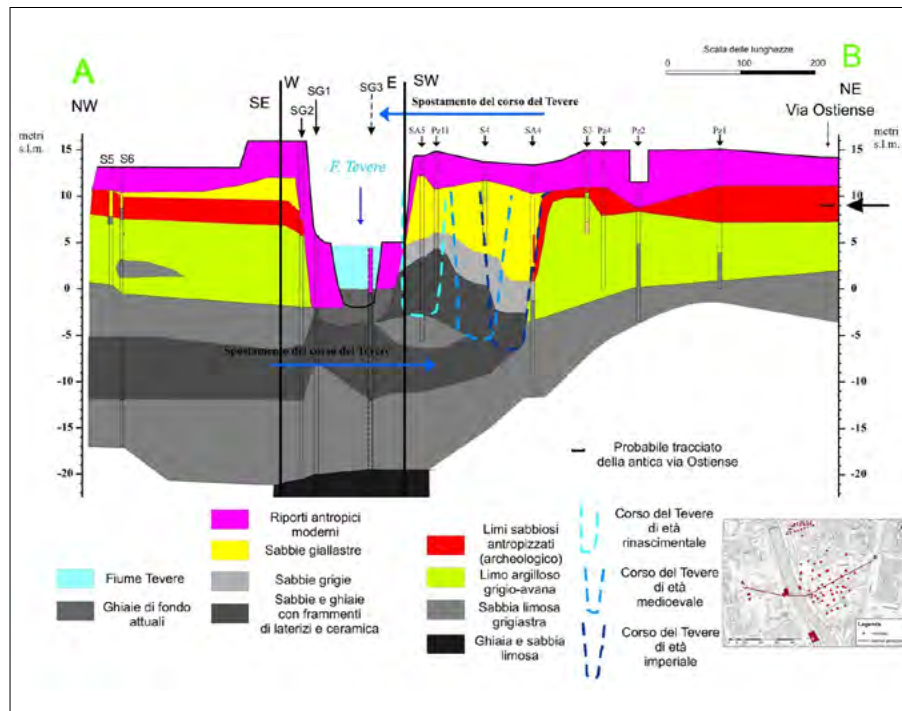 Scala delle lunghezze
0 100 200
A
B
NW
SE
W
SG2
SG1
SG3
E
SW
NE
Via Ostiense
Spostamento del corso del Tevere
metri
s.l.m.
metri
s.l.m.
S5
S6
F. Tevere
SA5
Pz11
S4
SA4
S3
Pz4
Pz2
Pz1
15
10
5
0
-5
-10
-15
-20
15
10
5
0
-5
-10
-15
-20
Spostamento del corso del Tevere
Probabile tracciato
della antica via Ostiense
Riporti antropici
moderni
Sabbie giallastre
Fiume Tevere
Sabbie grigie
Ghiaie di fondo
attuali
Sabbie e ghiaie
con frammenti
di laterizi e ceramica
Limi sabbiosi
antropizzati
(archeologico)
Limo argilloso
grigio-avana
Sabbia limosa
grigiastra
Ghiaia e sabbia
limosa
Corso del Tevere
di età
rinascimentale
Corso del Tevere
di età
medioevale
Corso del Tevere
di età
imperiale
Legenda